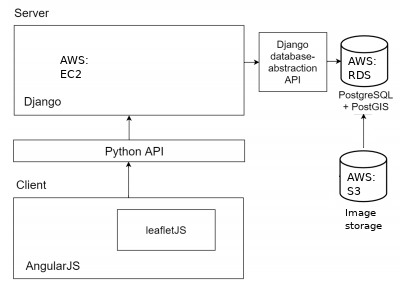 Server
AWS:
EC2
Django
Django
database-
abstraction
API
AWS:
RDS
PostgreSQL
+ PostGIS
Python API
Client
leafletJS
AngularJS
AWS:
S3
Image
storage